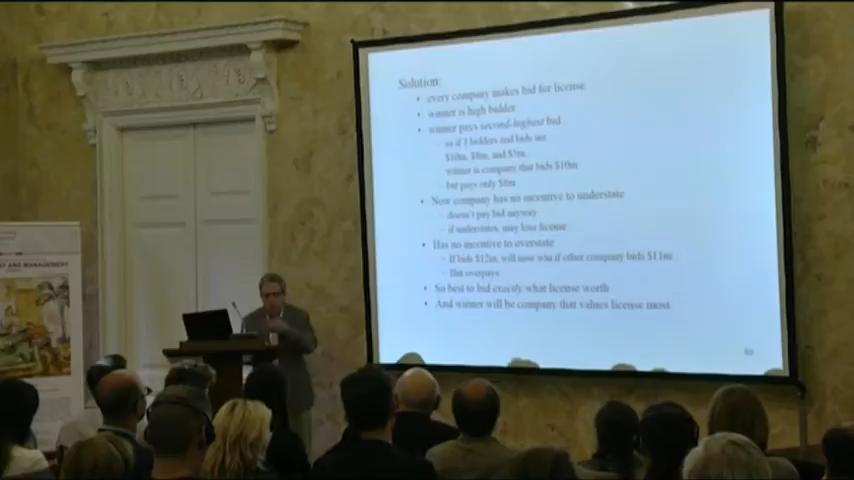 AND MANAGEMENT
Solution:
• every company makes bid for license
• winner is high bidder
• winner pays second-highest bid
– so if 3 bidders and bids are
$10m, $8m, and $5m,
winner is company that bids $10m
– but pays only $8m
• Now company has no incentive to understate
– doesn't pay bid anyway
– if understates, may lose license
• Has no incentive to overstate
– If bids $12m, will now win if other company bids $11m
– But overpays
• So best to bid exactly what license worth
• And winner will be company that values license most